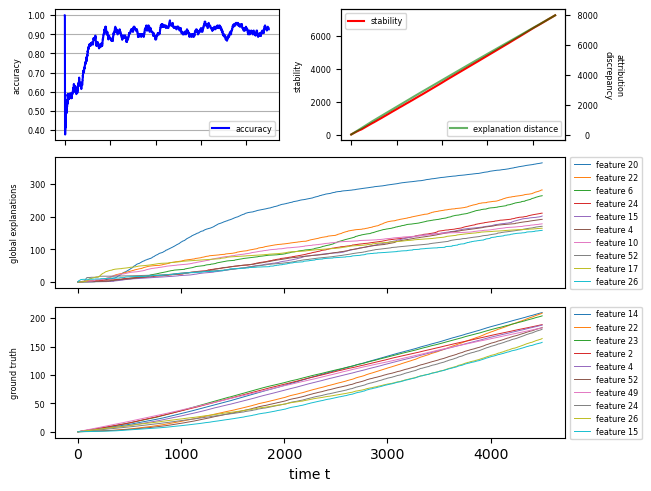 accuracy
1.00
0.90
0.80
0.70
0.60
0.50
0.40
accuracy
stability
6000
4000
2000
0
stability
explanation distance
8000
6000
4000
2000
0
attribution
discrepancy
global explanations
300
200
100
0
feature 20
feature 22
feature 6
feature 24
feature 15
feature 4
feature 10
feature 52
feature 17
feature 26
ground truth
200
150
100
50
0
feature 14
feature 22
feature 23
feature 2
feature 4
feature 52
feature 49
feature 24
feature 26
feature 15
0 1000 2000 3000 4000
time t